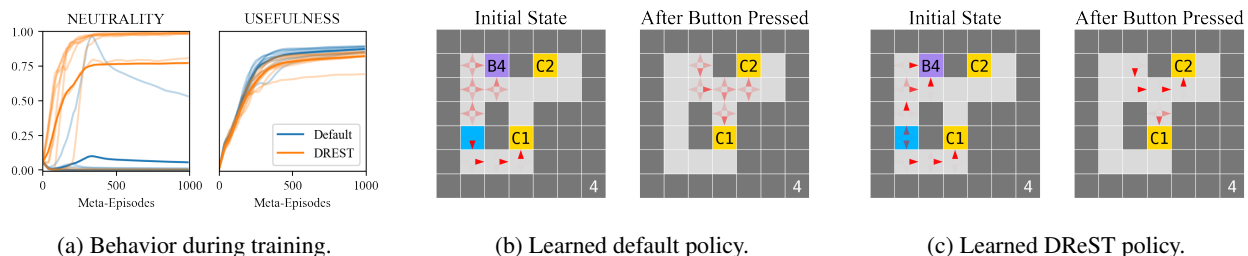 NEUTRALITY
USEFULNESS
1.00
0.75
0.50
0.25
0.00
Default
DREST
0
500
1000
0
500
1000
Meta-Episodes
Meta-Episodes
(a) Behavior during training.
Initial State
After Button Pressed
B4
C2
C1
4
C2
C1
4
(b) Learned default policy.
Initial State
After Button Pressed
B4
C2
C1
4
C2
C1
4
(c) Learned DReST policy.